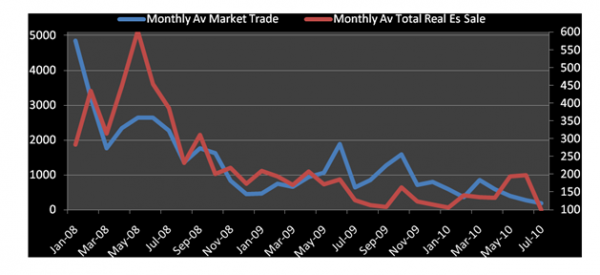 Monthly Av Market Trade
Monthly Av Total Real Es Sale
5000
4000
3000
2000
1000
0
600
550
500
450
400
350
300
250
200
150
100
Jan-08
Mar-08
May-08
Jul-08
Sep-08
Nov-08
Jan-09
Mar-09
May-09
Jul-09
Sep-09
Nov-09
Jan-10
Mar-10
May-10
Jul-10